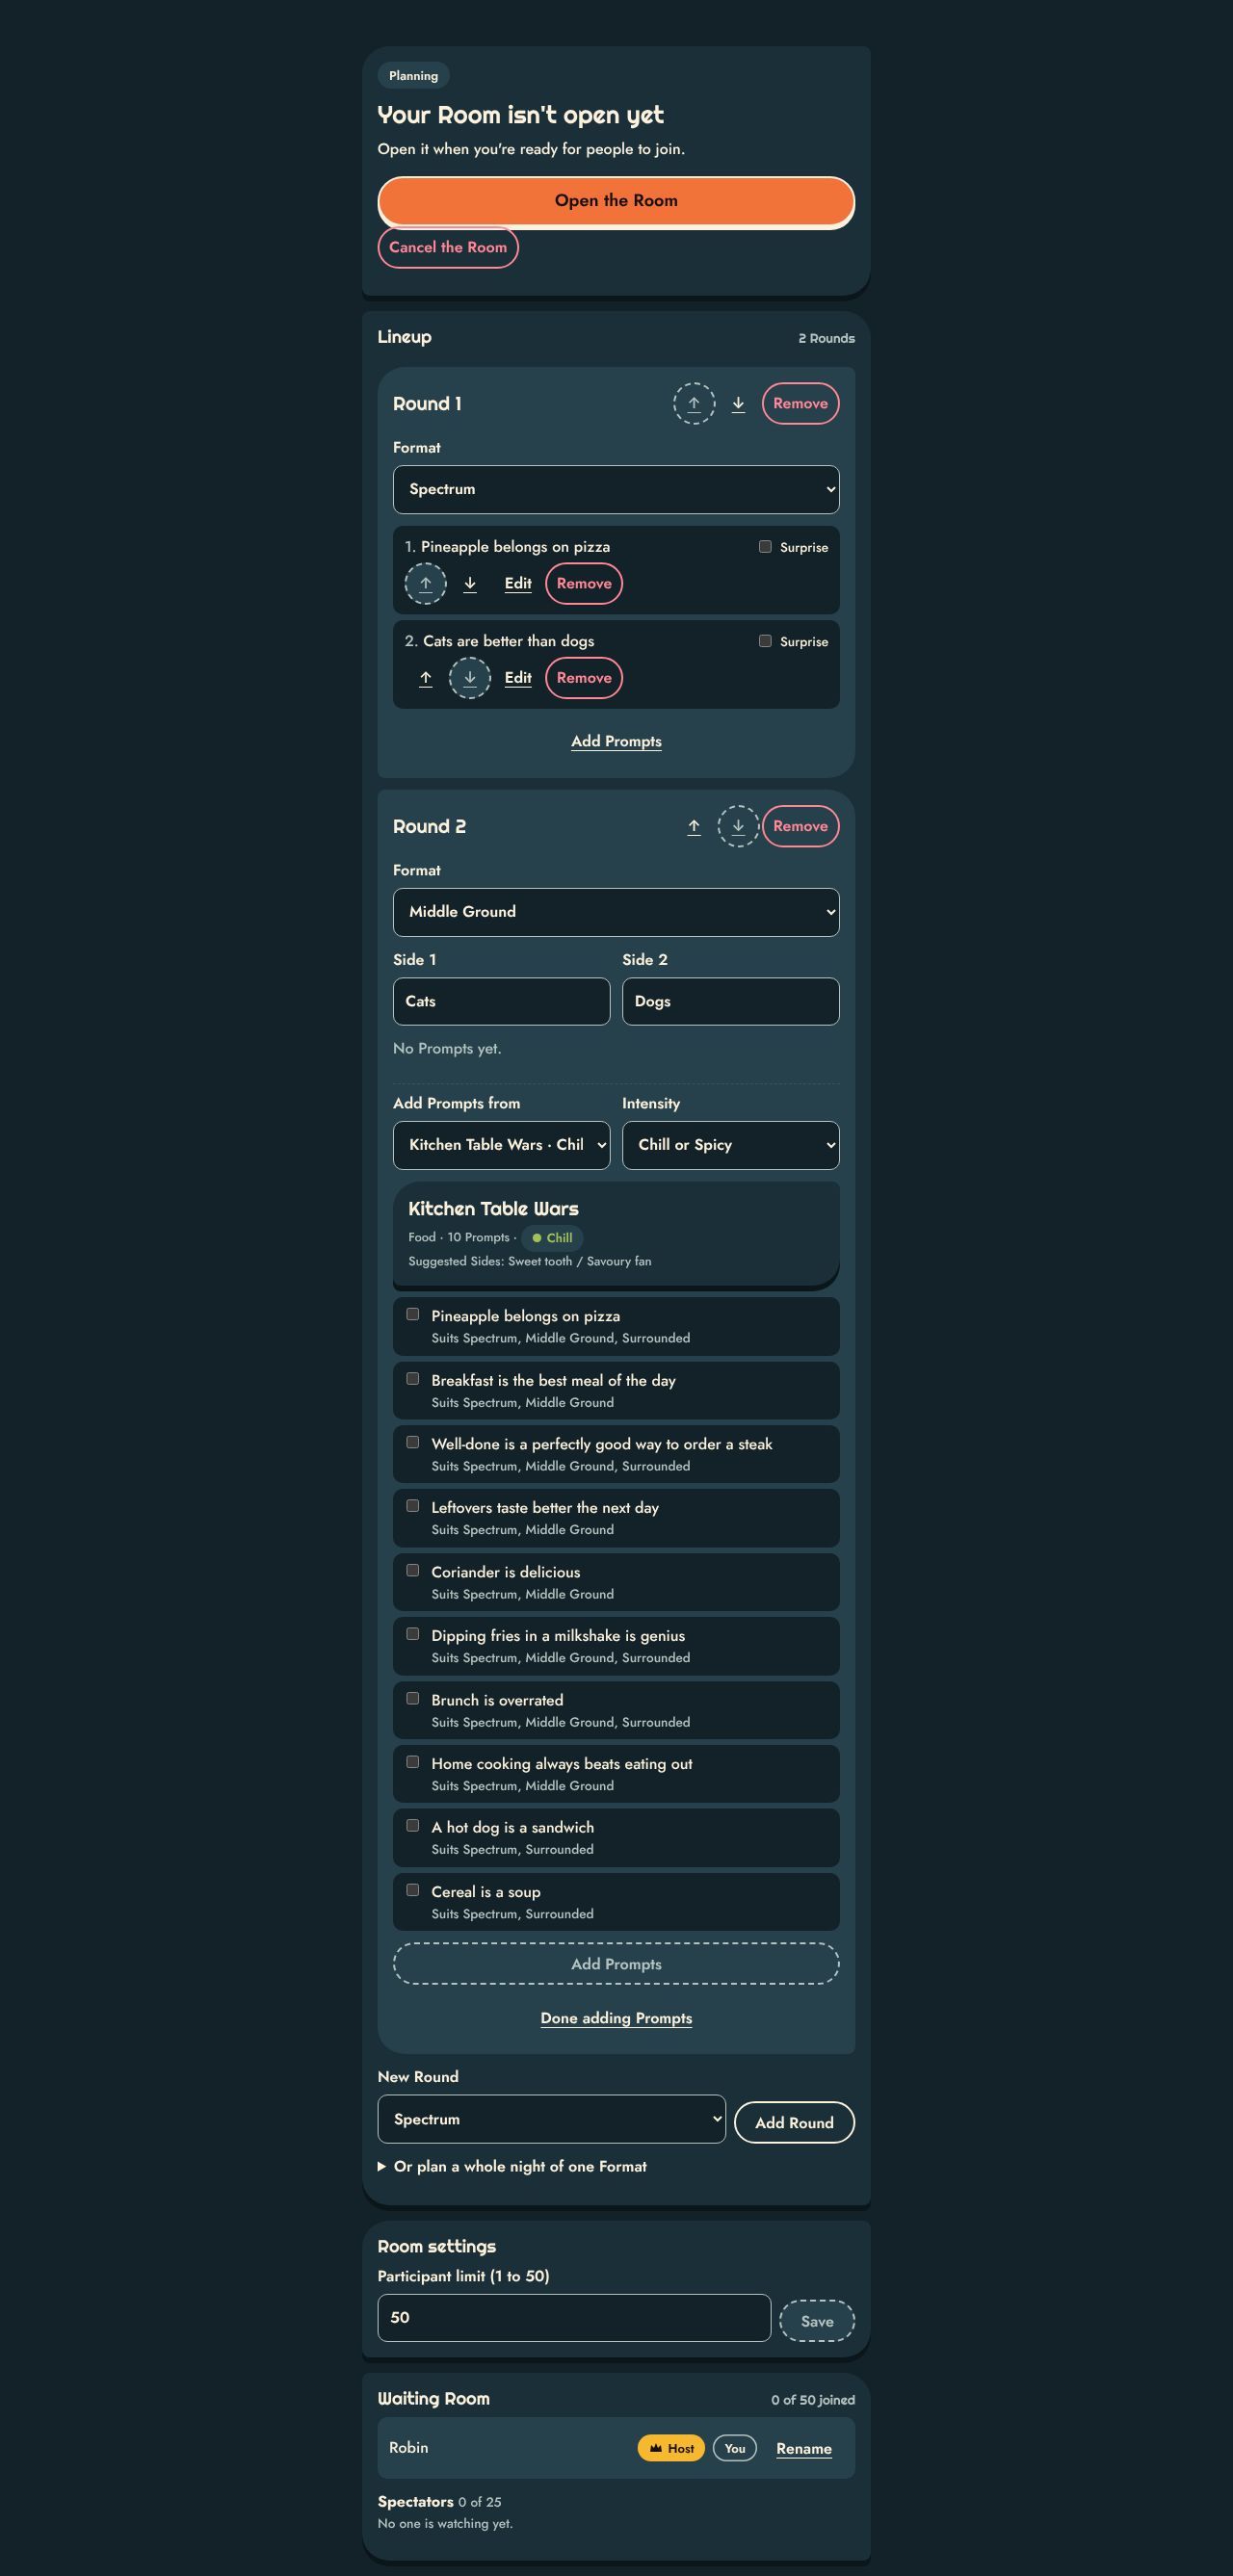 Planning
Your Room isn't open yet
Open it when you're ready for people to join.
Open the Room
Cancel the Room
Lineup
2 Rounds
Round 1
↑ ↓ Remove
Format
Spectrum
1. Pineapple belongs on pizza
Surprise
↑ ↓ Edit Remove
2. Cats are better than dogs
Surprise
↑ ↓ Edit Remove
Add Prompts
Round 2
↑ ↓ Remove
Format
Middle Ground
Side 1
Side 2
Cats
Dogs
No Prompts yet.
Add Prompts from
Intensity
Kitchen Table Wars · Chil
Chill or Spicy
Kitchen Table Wars
Food · 10 Prompts · Chill
Suggested Sides: Sweet tooth / Savoury fan
Pineapple belongs on pizza
Suits Spectrum, Middle Ground, Surrounded
Breakfast is the best meal of the day
Suits Spectrum, Middle Ground
Well-done is a perfectly good way to order a steak
Suits Spectrum, Middle Ground, Surrounded
Leftovers taste better the next day
Suits Spectrum, Middle Ground
Coriander is delicious
Suits Spectrum, Middle Ground
Dipping fries in a milkshake is genius
Suits Spectrum, Middle Ground, Surrounded
Brunch is overrated
Suits Spectrum, Middle Ground, Surrounded
Home cooking always beats eating out
Suits Spectrum, Middle Ground
A hot dog is a sandwich
Suits Spectrum, Surrounded
Cereal is a soup
Suits Spectrum, Surrounded
Add Prompts
Done adding Prompts
New Round
Spectrum
Add Round
Or plan a whole night of one Format
Room settings
Participant limit (1 to 50)
50
Save
Waiting Room
0 of 50 joined
Robin
Host
You
Rename
Spectators 0 of 25
No one is watching yet.